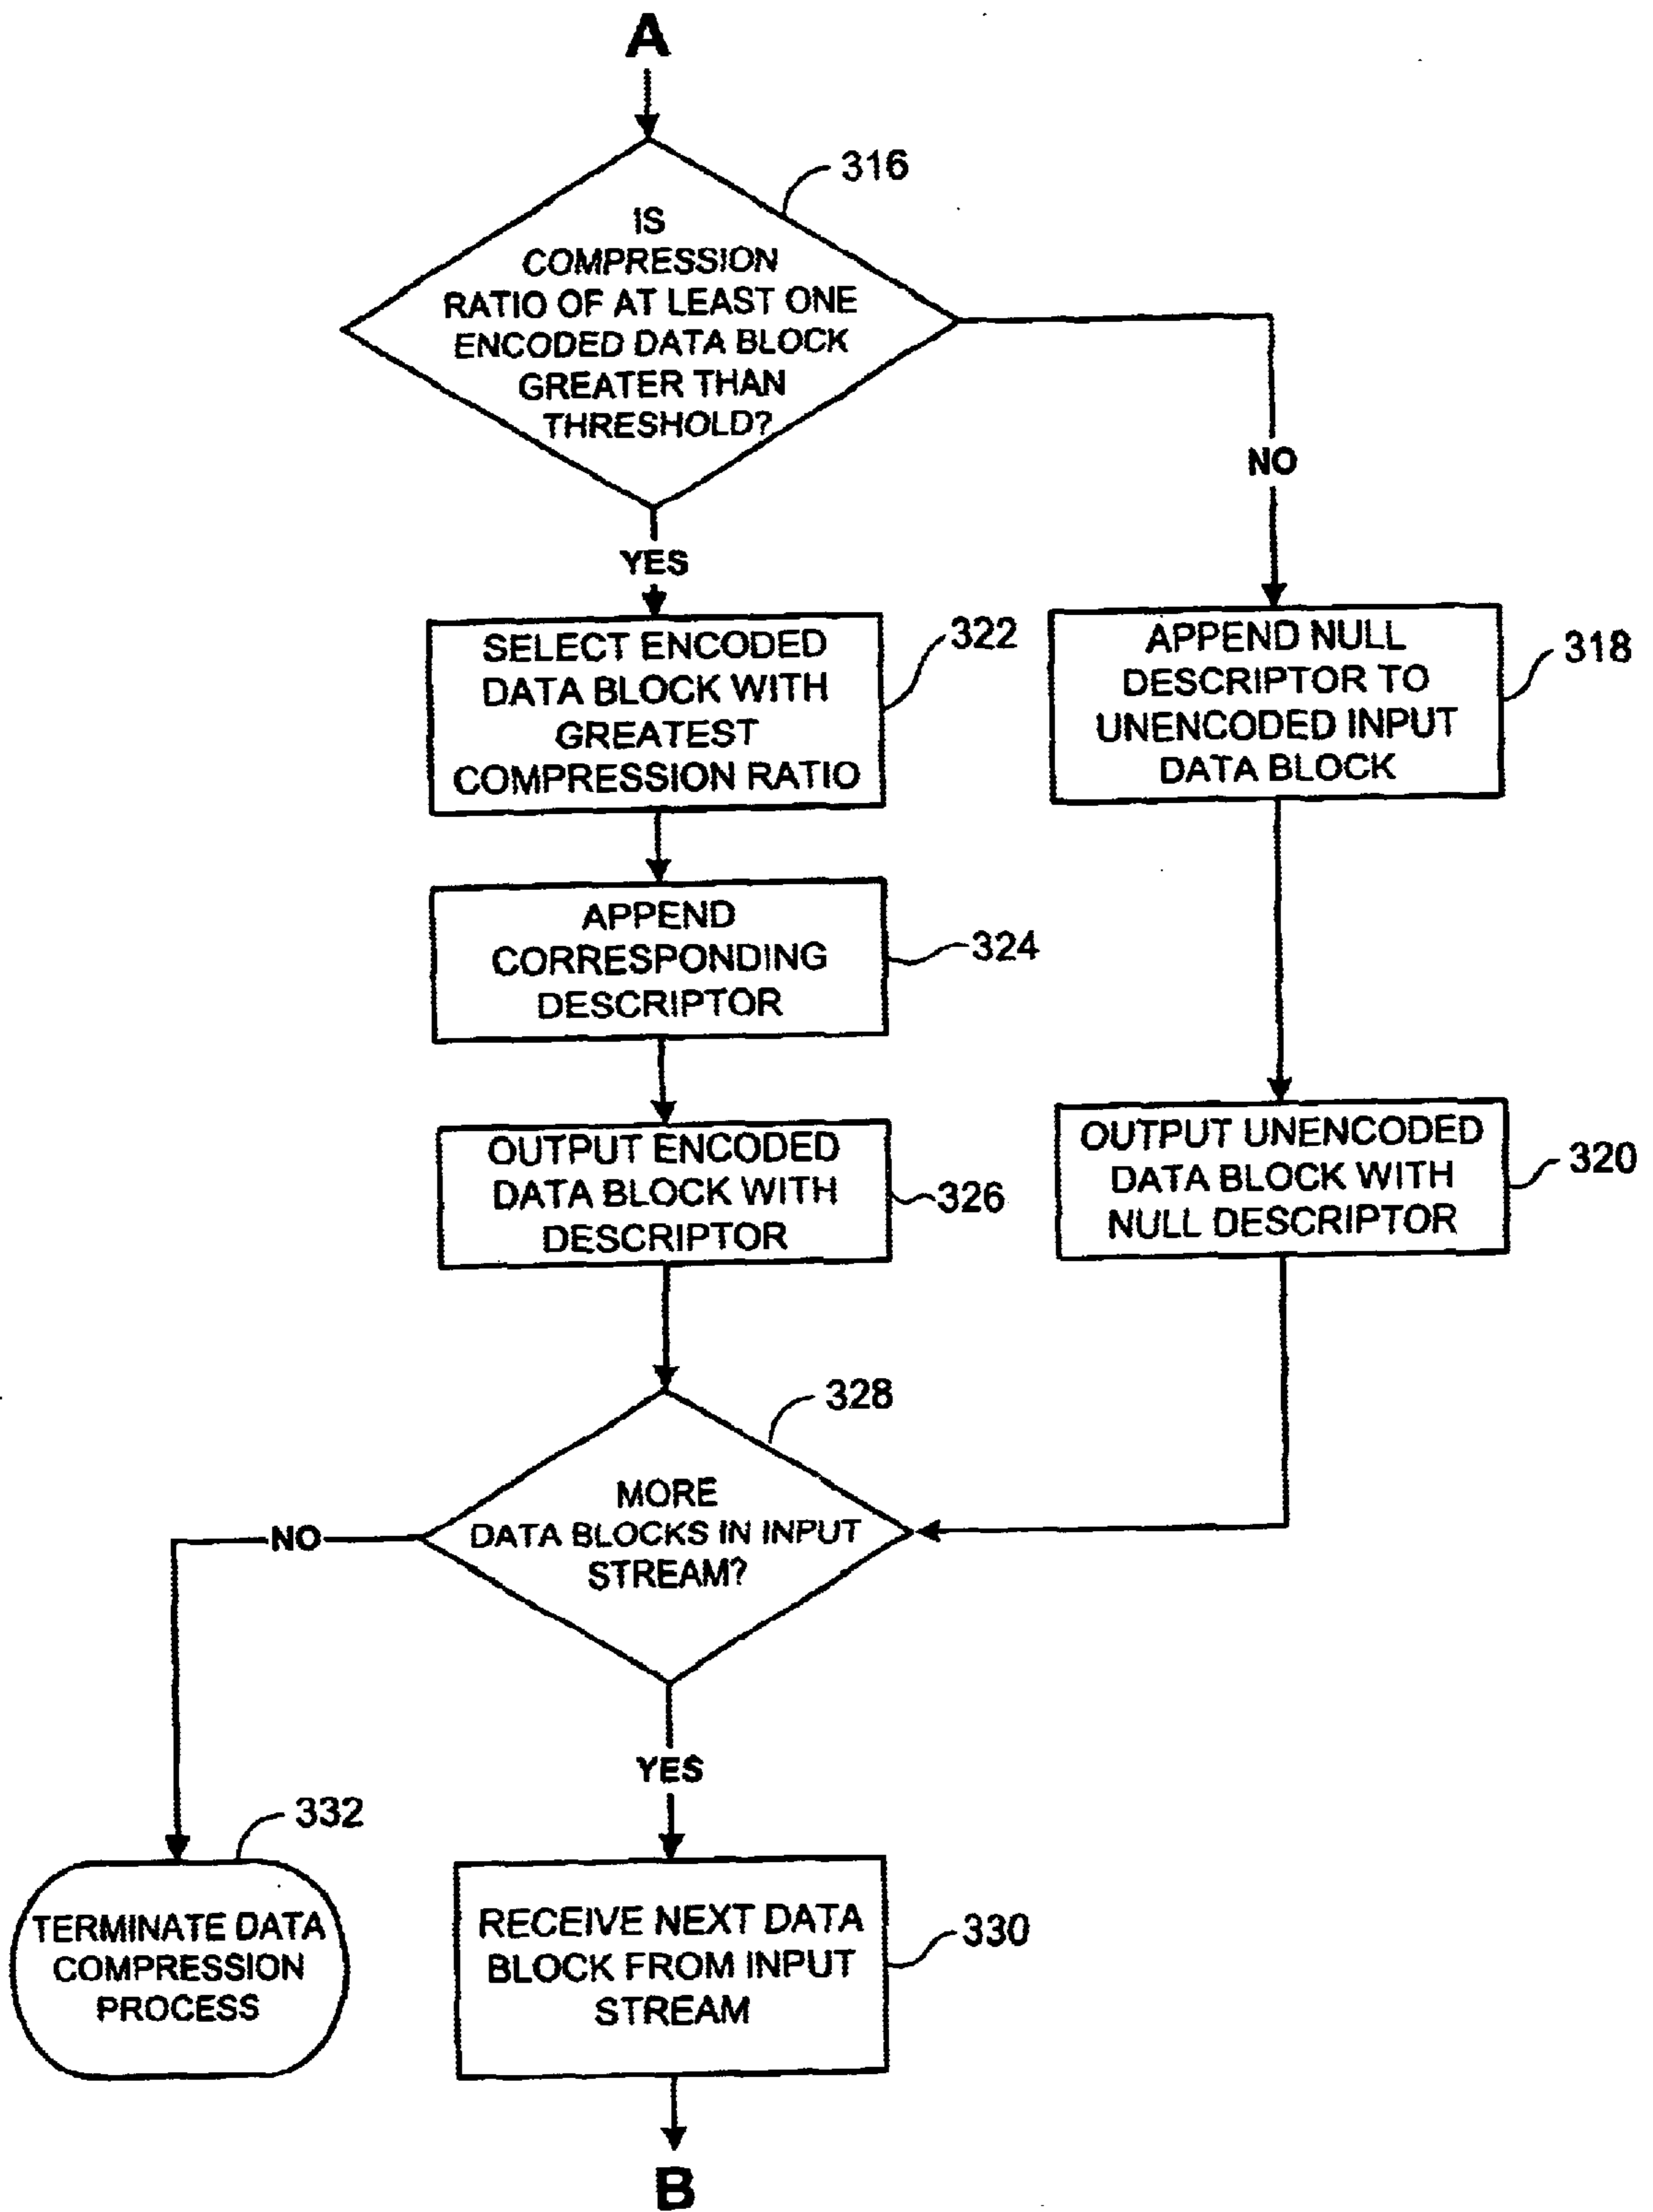 A
316
IS
COMPRESSION
RATIO OF AT LEAST ONE
ENCODED DATA BLOCK
GREATER THAN
THRESHOLD?
NO
YES
SELECT ENCODED
DATA BLOCK WITH
GREATEST
COMPRESSION RATIO
322
APPEND NULL
DESCRIPTOR TO
UNENCODED INPUT
DATA BLOCK
318
APPEND
CORRESPONDING
DESCRIPTOR
324
OUTPUT ENCODED
DATA BLOCK WITH
DESCRIPTOR
326
OUTPUT UNENCODED
DATA BLOCK WITH
NULL DESCRIPTOR
320
328
MORE
DATA BLOCKS IN INPUT
STREAM?
NO
YES
332
TERMINATE DATA
COMPRESSION
PROCESS
RECEIVE NEXT DATA
BLOCK FROM INPUT
STREAM
330
B